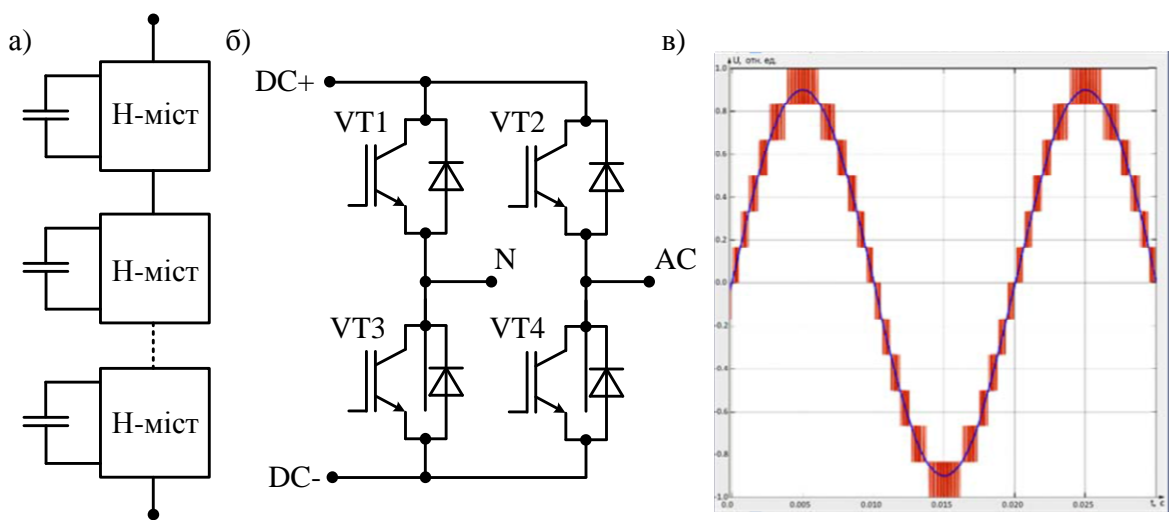 а)
Н-міст
Н-міст
Н-міст
б)
DC+
VT1
VT2
N
AC
VT3
VT4
DC-
в)
U, отн. ед.
1.0
0.8
0.6
0.4
0.2
0.0
-0.2
-0.4
-0.6
-0.8
-1.0
0.0
0.005
0.010
0.015
0.020
0.025
t, c